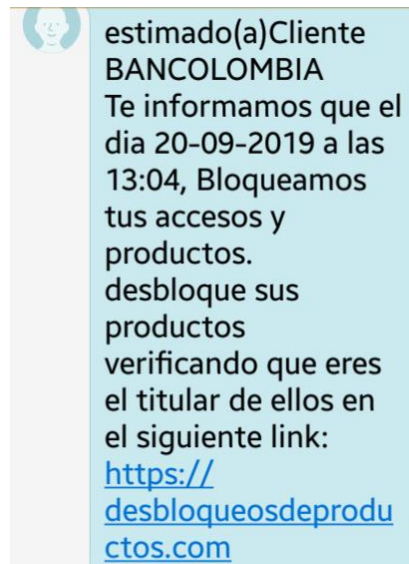 estimado(a)Cliente
BANCOLOMBIA
Te informamos que el
dia 20-09-2019 a las
13:04, Bloqueamos
tus accesos y
productos.
desbloque sus
productos
verificando que eres
el titular de ellos en
el siguiente link:
https://
desbloqueosdeprodu
ctos.com